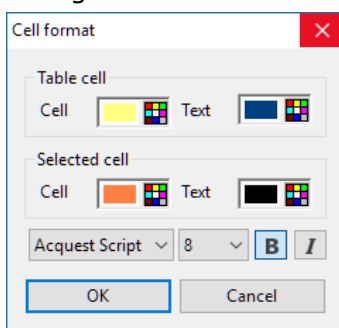 Cell format
Table cell
Cell Text
Selected cell
Cell Text
Acquest Script 8 B I
OK Cancel